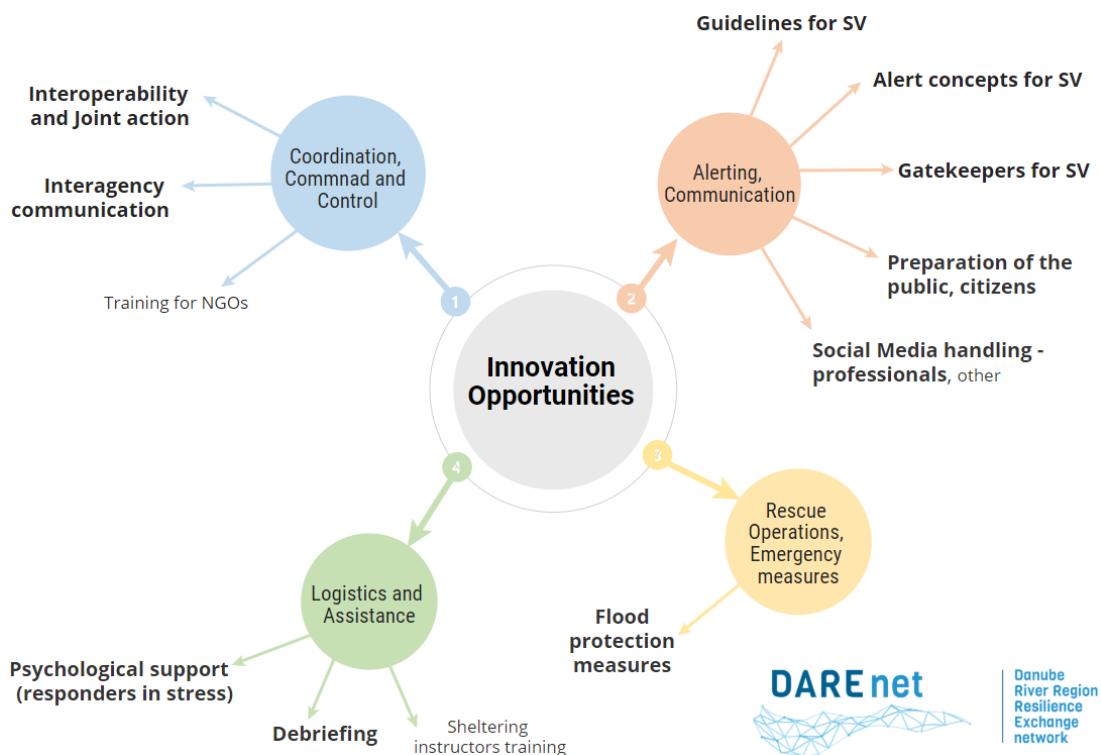 Innovation
Opportunities
1
Coordination,
Commnad and
Control
Interoperability
and Joint action
Interagency
communication
Training for NGOs
2
Alerting,
Communication
Guidelines for SV
Alert concepts for SV
Gatekeepers for SV
Preparation of the
public, citizens
Social Media handling -
professionals, other
3
Rescue
Operations,
Emergency
measures
Flood
protection
measures
4
Logistics and
Assistance
Psychological support
(responders in stress)
Debriefing
Sheltering
instructors training
DAREnet
Danube
River Region
Resilience
Exchange
network